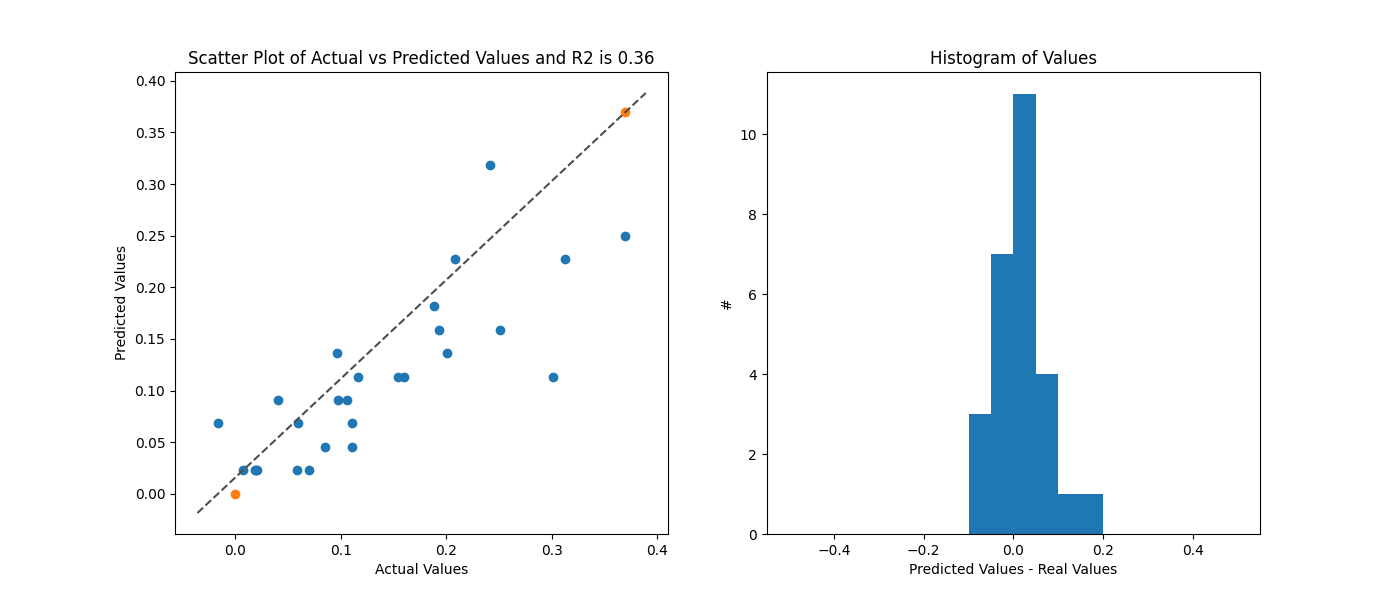 Scatter Plot of Actual vs Predicted Values and R2 is 0.36
0.40
0.35
0.30
0.25
0.20
0.15
0.10
0.05
0.00
Predicted Values
0.0 0.1 0.2 0.3 0.4
Actual Values
Histogram of Values
10
8
6
4
2
0
#
−0.4 −0.2 0.0 0.2 0.4
Predicted Values - Real Values